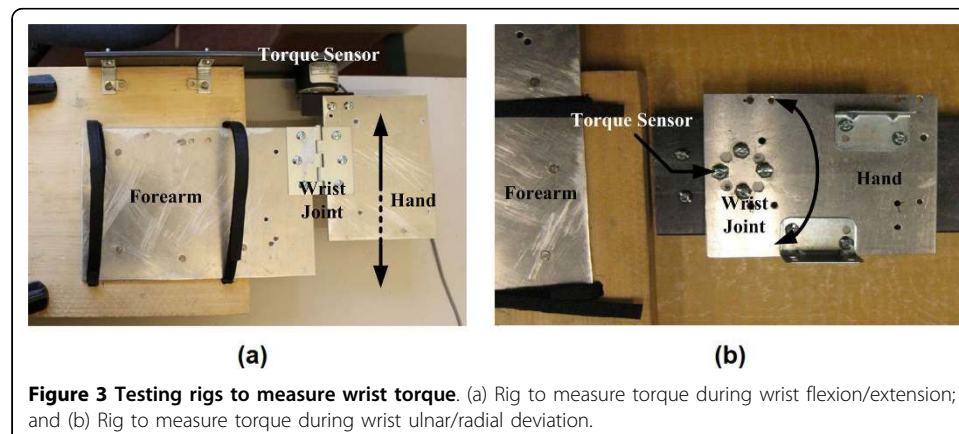 Torque Sensor
Forearm
Wrist
Joint
Hand
(a)
Torque Sensor
Forearm
Wrist
Joint
Hand
(b)
Figure 3 Testing rigs to measure wrist torque. (a) Rig to measure torque during wrist flexion/extension;
and (b) Rig to measure torque during wrist ulnar/radial deviation.